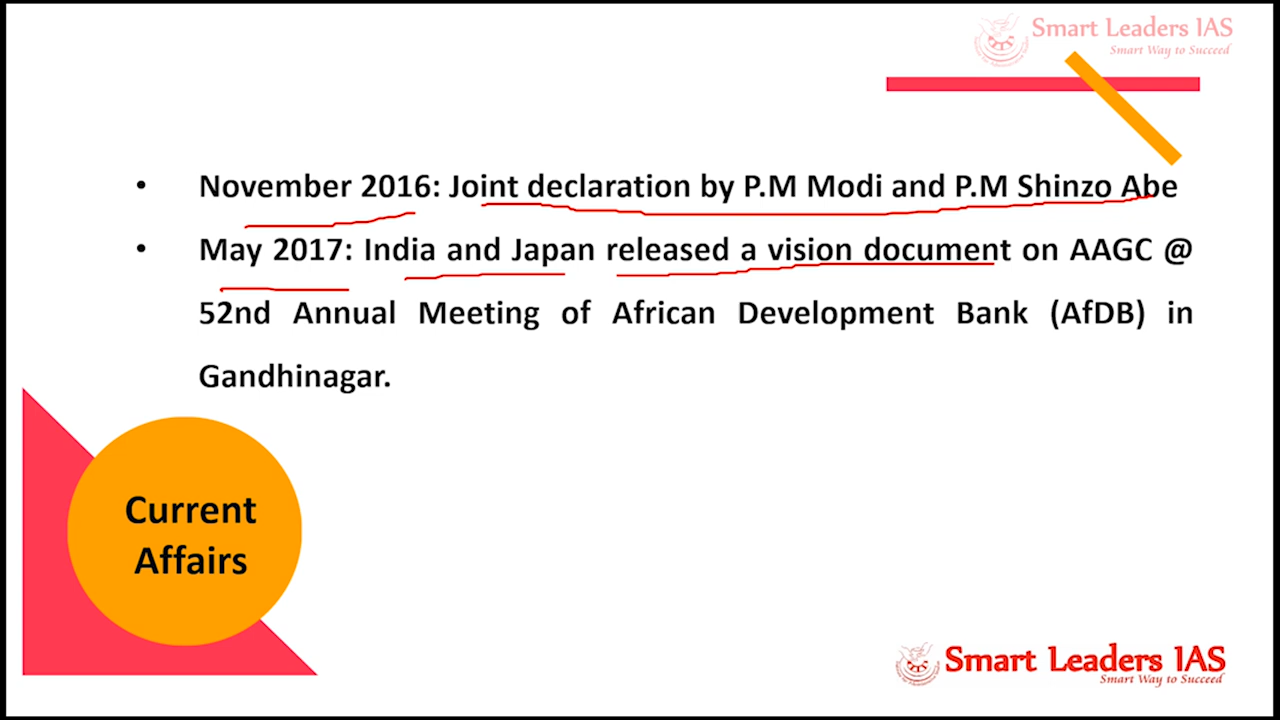 Smart Leaders IAS
Smart Way to Succeed
• November 2016: Joint declaration by P.M Modi and P.M Shinzo Abe
• May 2017: India and Japan released a vision document on AAGC @
52nd Annual Meeting of African Development Bank (AfDB) in
Gandhinagar.
Current
Affairs
Smart Leaders IAS
Smart Way to Succeed